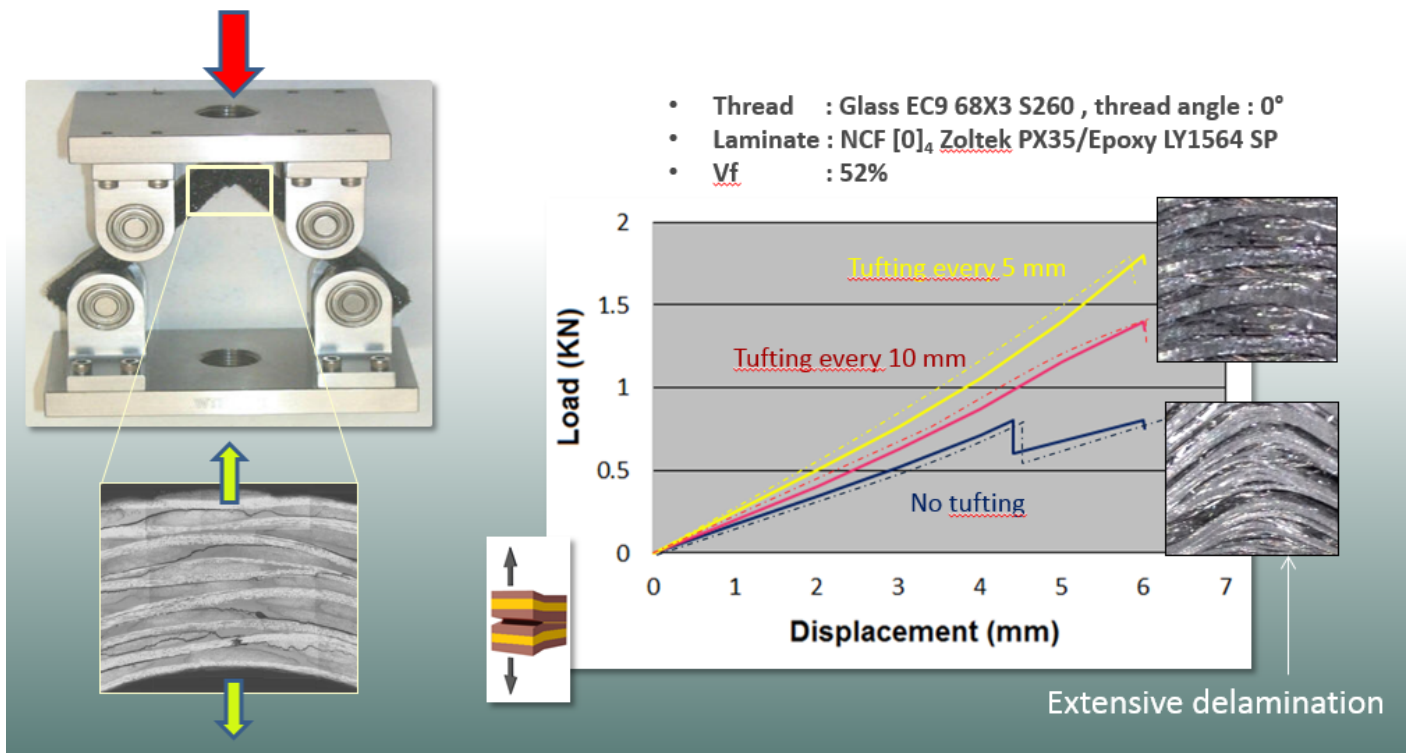 • Thread : Glass EC9 68X3 S260 , thread angle : 0°
• Laminate : NCF [0]₄ Zoltek PX35/Epoxy LY1564 SP
• Vf : 52%
2
1.5
1
0.5
0
Load (KN)
Tufting every 5 mm
Tufting every 10 mm
No tufting
0 1 2 3 4 5 6 7
Displacement (mm)
Extensive delamination